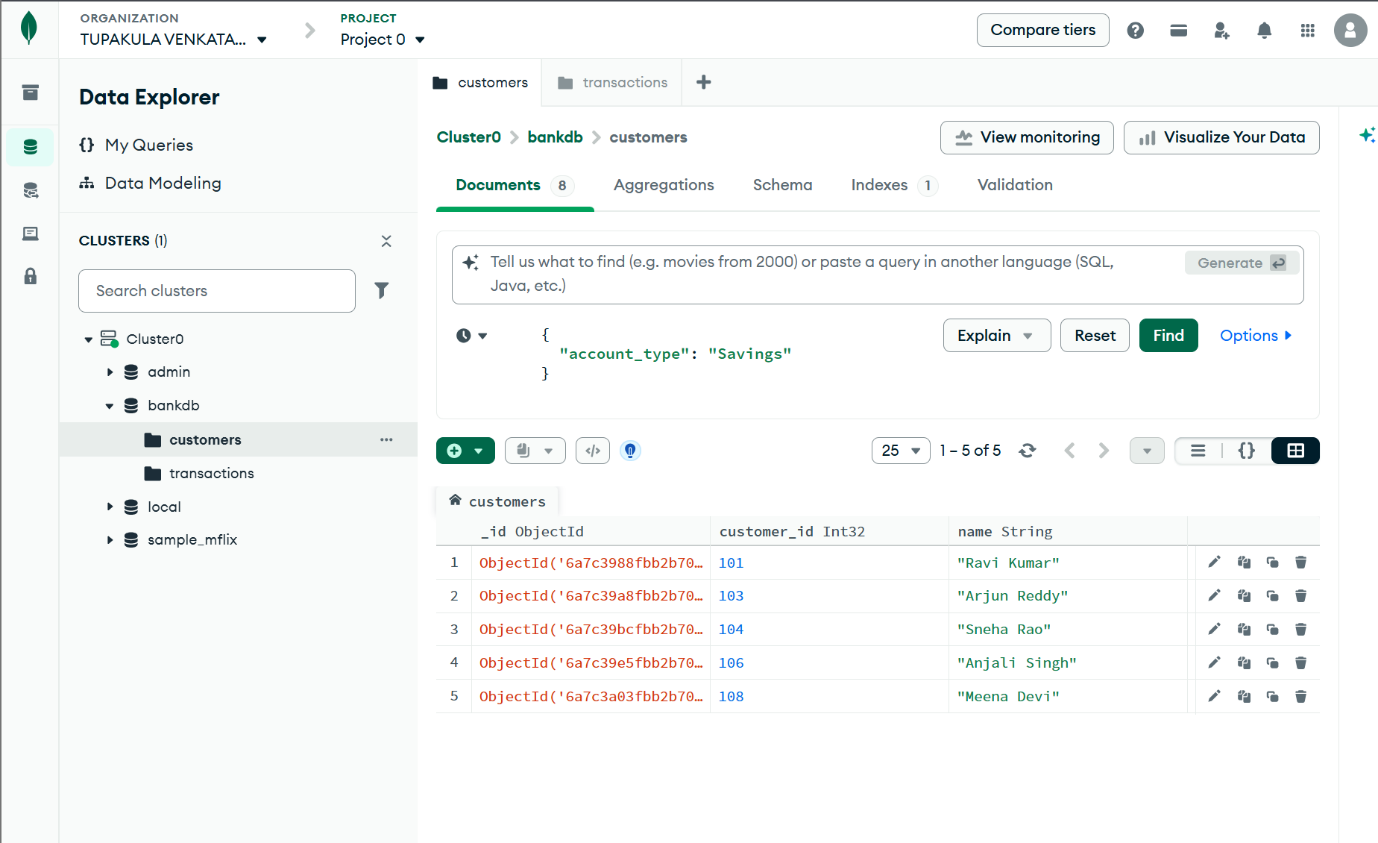 ORGANIZATION
TUPAKULA VENKATA...
PROJECT
Project 0
Compare tiers
Data Explorer
My Queries
Data Modeling
CLUSTERS (1)
Search clusters
Cluster0
admin
bankdb
customers
transactions
local
sample_mflix
customers
transactions
Cluster0 > bankdb > customers
View monitoring
Visualize Your Data
Documents 8
Aggregations
Schema
Indexes 1
Validation
Tell us what to find (e.g. movies from 2000) or paste a query in another language (SQL,
Java, etc.)
Generate
{
"account_type": "Savings"
}
Explain
Reset
Find
Options
25
1 – 5 of 5
customers
_id ObjectId customer_id Int32 name String
1 ObjectId('6a7c3988fbb2b70… 101 "Ravi Kumar"
2 ObjectId('6a7c39a8fbb2b70… 103 "Arjun Reddy"
3 ObjectId('6a7c39bcfbb2b70… 104 "Sneha Rao"
4 ObjectId('6a7c39e5fbb2b70… 106 "Anjali Singh"
5 ObjectId('6a7c3a03fbb2b70… 108 "Meena Devi"